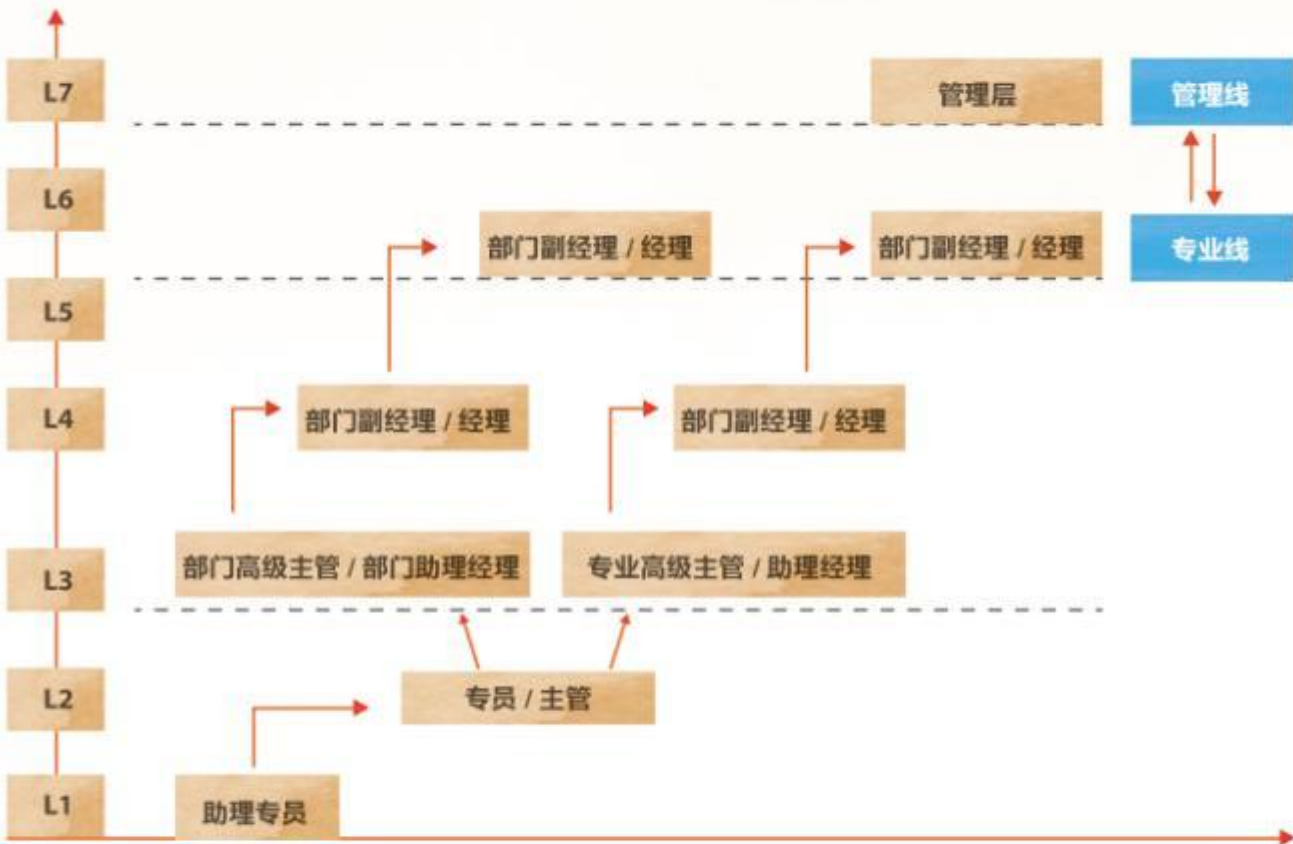 L7
管理层
管理线
L6
部门副经理 / 经理
部门副经理 / 经理
专业线
L5
L4
部门副经理 / 经理
部门副经理 / 经理
L3
部门高级主管 / 部门助理经理
专业高级主管 / 助理经理
L2
专员 / 主管
L1
助理专员